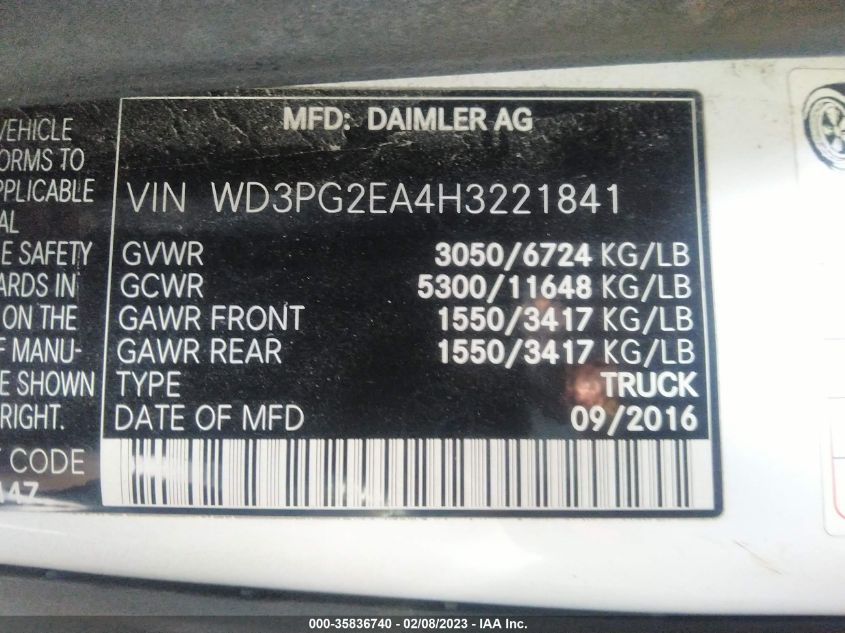 MFD: DAIMLER AG
VEHICLE
ORMS TO
PPLICABLE
AL
E SAFETY
ARDS IN
ON THE
F MANU-
E SHOWN
RIGHT.
T CODE
147
VIN WD3PG2EA4H3221841
GVWR 3050/6724 KG/LB
GCWR 5300/11648 KG/LB
GAWR FRONT 1550/3417 KG/LB
GAWR REAR 1550/3417 KG/LB
TYPE TRUCK
DATE OF MFD 09/2016
000-35836740 - 02/08/2023 - IAA Inc.